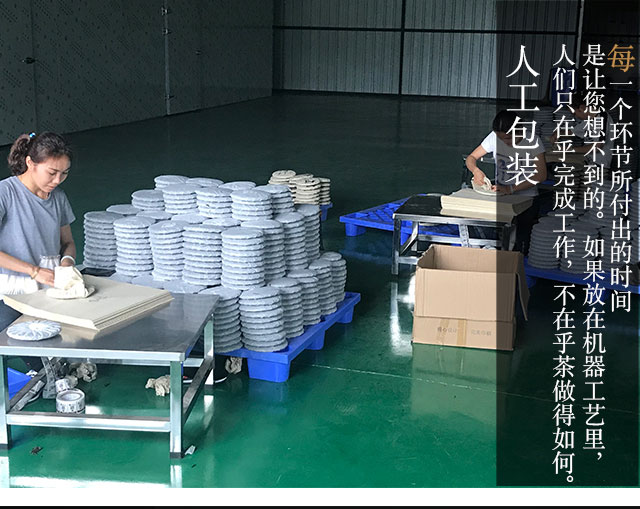 每一个环节所付出的时间
是让您想不到的。如果放在机器工艺里，
人们只在乎完成工作，不在乎茶做得如何。
人工包装